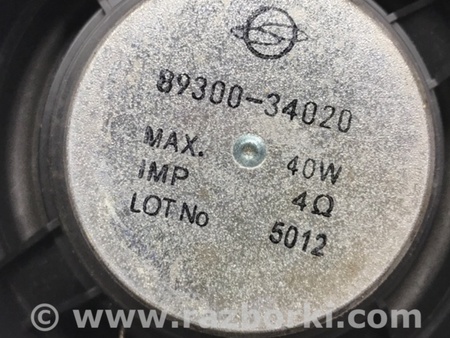 89300-34020
MAX. 40W
IMP 4Ω
LOT No 5012
© www.razborki.com